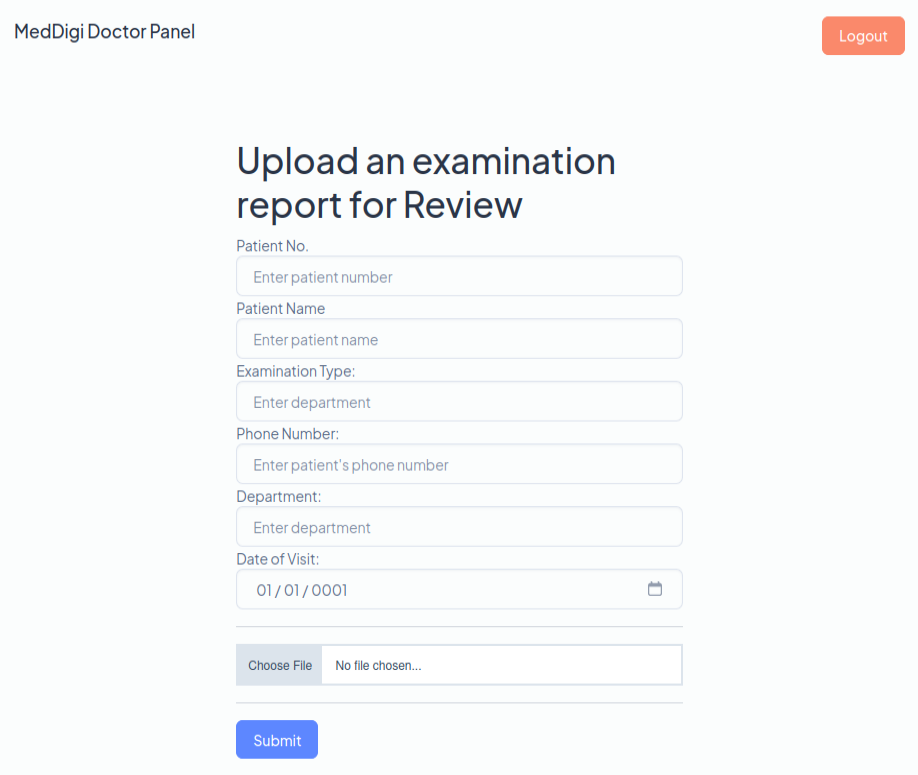 MedDigi Doctor Panel
Logout
Upload an examination
report for Review
Patient No.
Enter patient number
Patient Name
Enter patient name
Examination Type:
Enter department
Phone Number:
Enter patient's phone number
Department:
Enter department
Date of Visit:
01 / 01 / 0001
Choose File No file chosen...
Submit